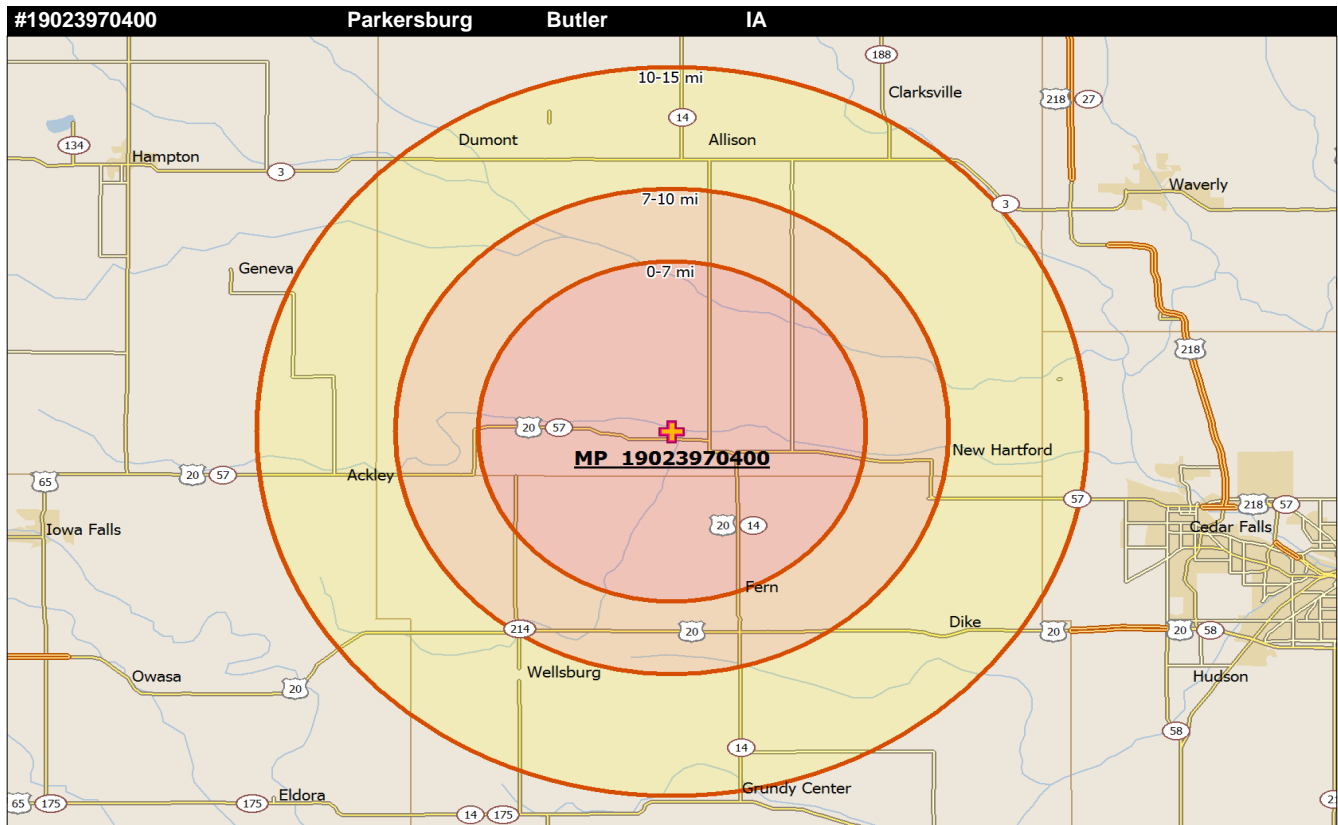 #19023970400 Parkersburg Butler IA
10-15 mi
188
Clarksville
218 27
14
Dumont
Allison
134
Hampton
3
Waverly
7-10 mi
3
Geneva
0-7 mi
218
20 57
MP 19023970400
New Hartford
65
20 57
Ackley
57
218 57
Iowa Falls
20 14
Cedar Falls
Fern
214
20
Dike
20
20 58
Owasa
Wellsburg
20
Hudson
58
14
Eldora
Grundy Center
65 175
175
14 175